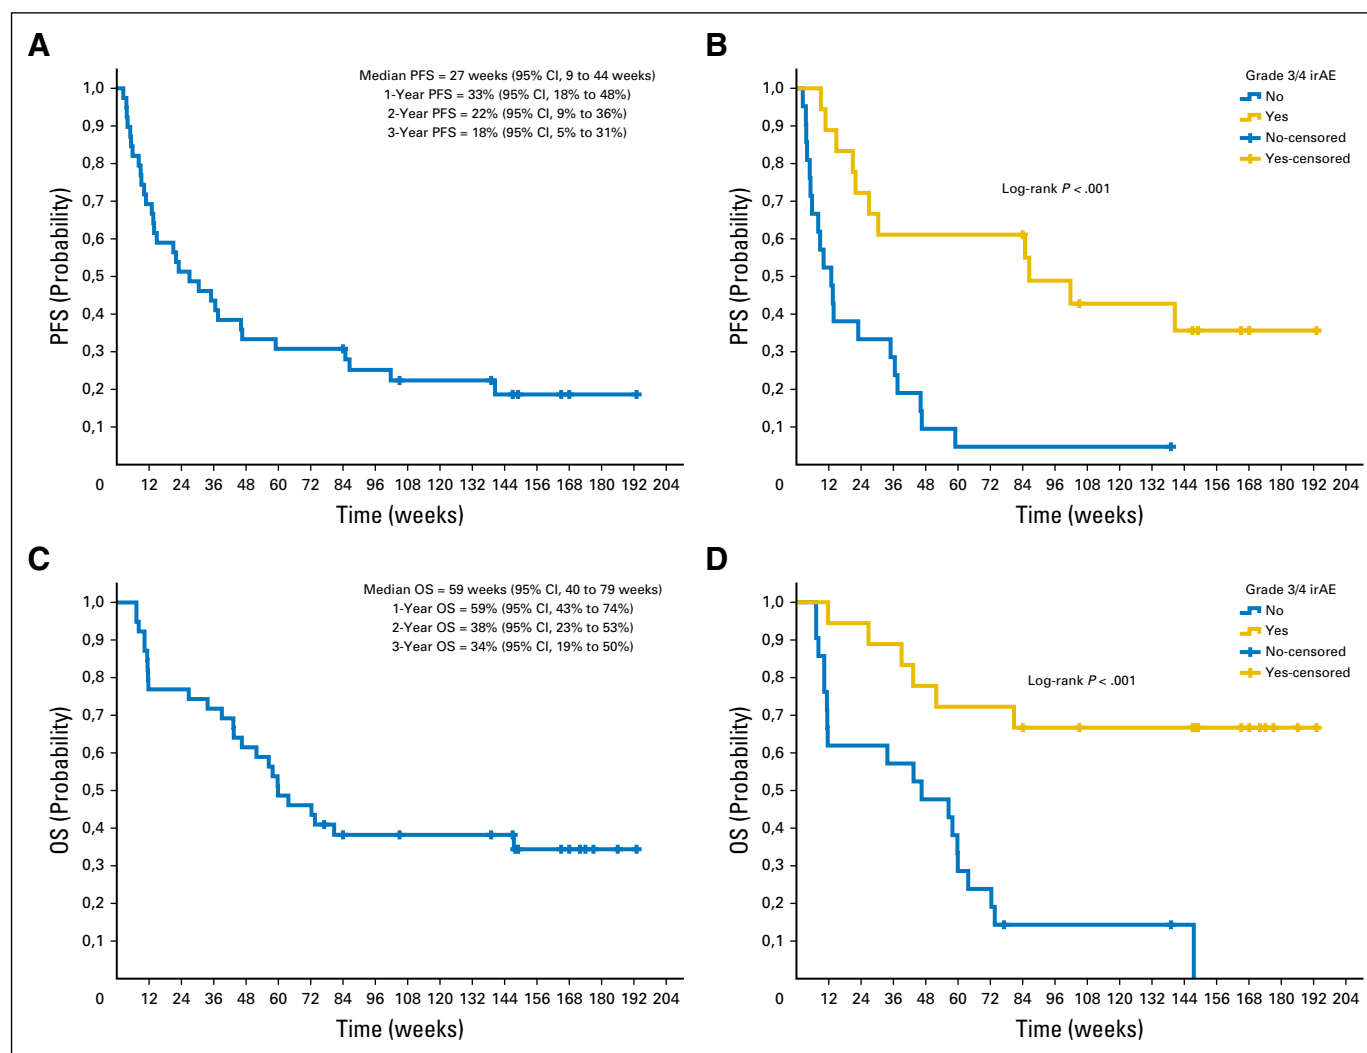 A
Median PFS = 27 weeks (95% CI, 9 to 44 weeks)
1-Year PFS = 33% (95% CI, 18% to 48%)
2-Year PFS = 22% (95% CI, 9% to 36%)
3-Year PFS = 18% (95% CI, 5% to 31%)
PFS (Probability)
1,0
0,9
0,8
0,7
0,6
0,5
0,4
0,3
0,2
0,1
0 12 24 36 48 60 72 84 96 108 120 132 144 156 168 180 192 204
Time (weeks)
B
Grade 3/4 irAE
No
Yes
No-censored
Yes-censored
Log-rank P < .001
PFS (Probability)
1,0
0,9
0,8
0,7
0,6
0,5
0,4
0,3
0,2
0,1
0 12 24 36 48 60 72 84 96 108 120 132 144 156 168 180 192 204
Time (weeks)
C
Median OS = 59 weeks (95% CI, 40 to 79 weeks)
1-Year OS = 59% (95% CI, 43% to 74%)
2-Year OS = 38% (95% CI, 23% to 53%)
3-Year OS = 34% (95% CI, 19% to 50%)
OS (Probability)
1,0
0,9
0,8
0,7
0,6
0,5
0,4
0,3
0,2
0,1
0 12 24 36 48 60 72 84 96 108 120 132 144 156 168 180 192 204
Time (weeks)
D
Grade 3/4 irAE
No
Yes
No-censored
Yes-censored
Log-rank P < .001
OS (Probability)
1,0
0,9
0,8
0,7
0,6
0,5
0,4
0,3
0,2
0,1
0 12 24 36 48 60 72 84 96 108 120 132 144 156 168 180 192 204
Time (weeks)